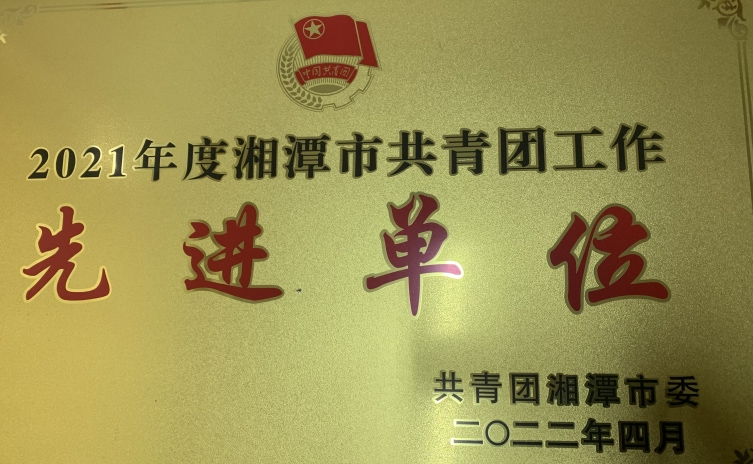 中国共青团
2021年度湘潭市共青团工作
先进单位
共青团湘潭市委
二〇二二年四月